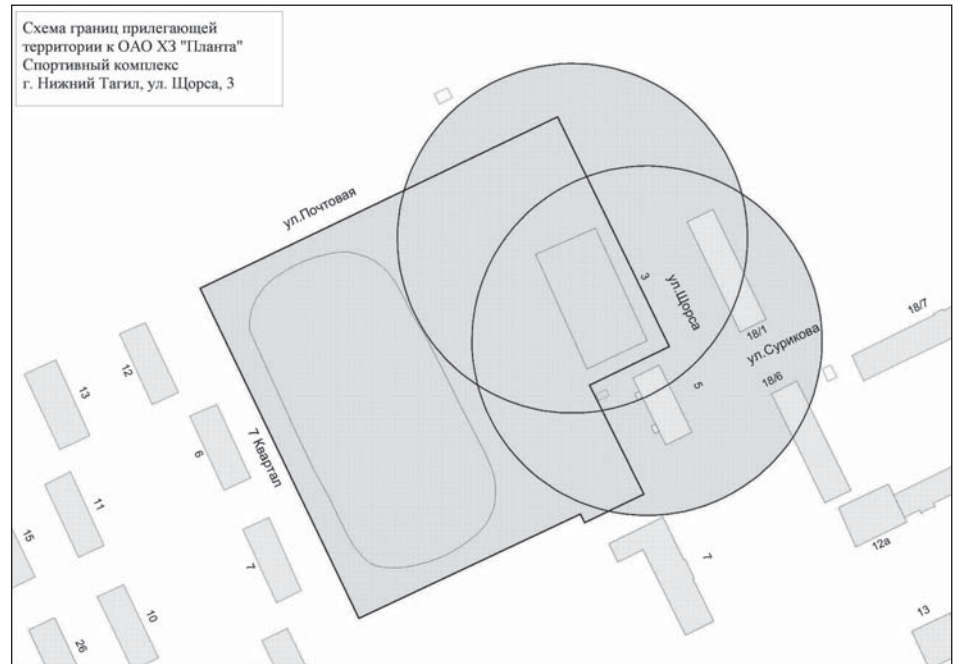 Схема границ прилегающей
территории к ОАО ХЗ "Планта"
Спортивный комплекс
г. Нижний Тагил, ул. Щорса, 3
ул.Почтовая
3
ул.Щорса
18/7
18/1
ул.Сурикова
18/6
12
13
5
6
7 Квартал
11
15
7
7
12а
10
26
13